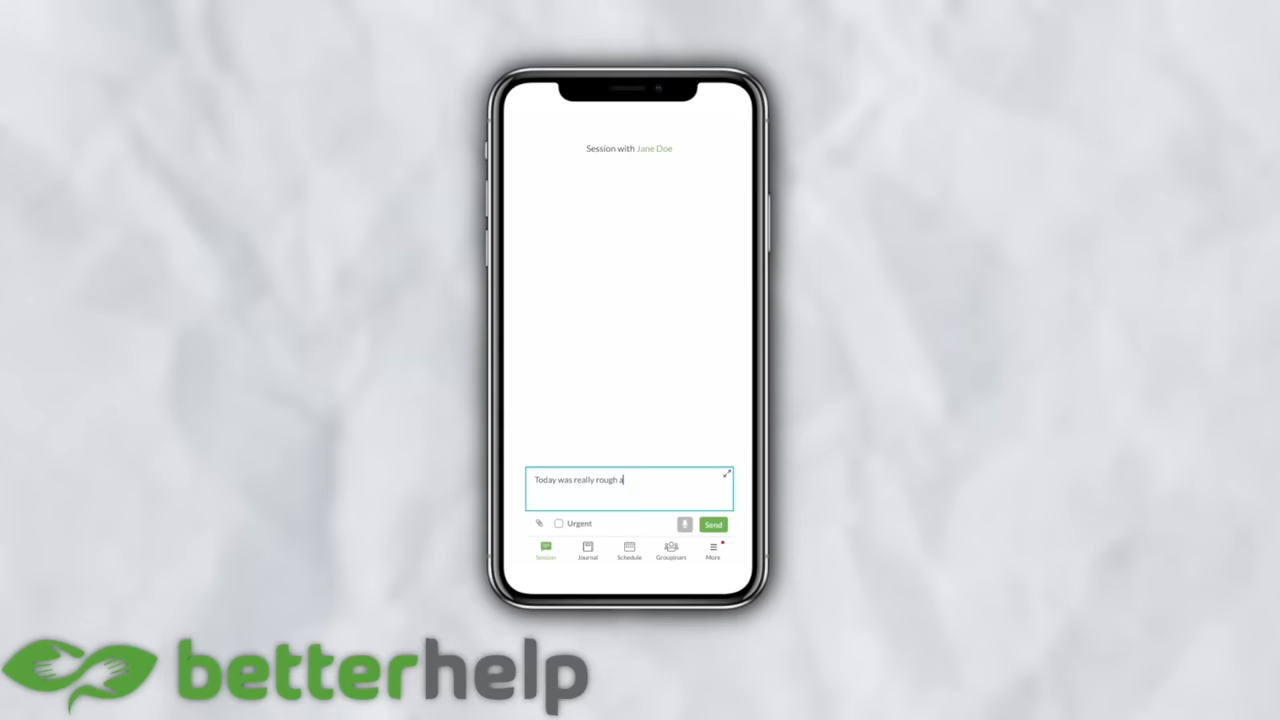 Session with Jane Doe
Today was really rough a
Urgent
Send
Session
Journal
Schedule
Groupinars
More
betterhelp